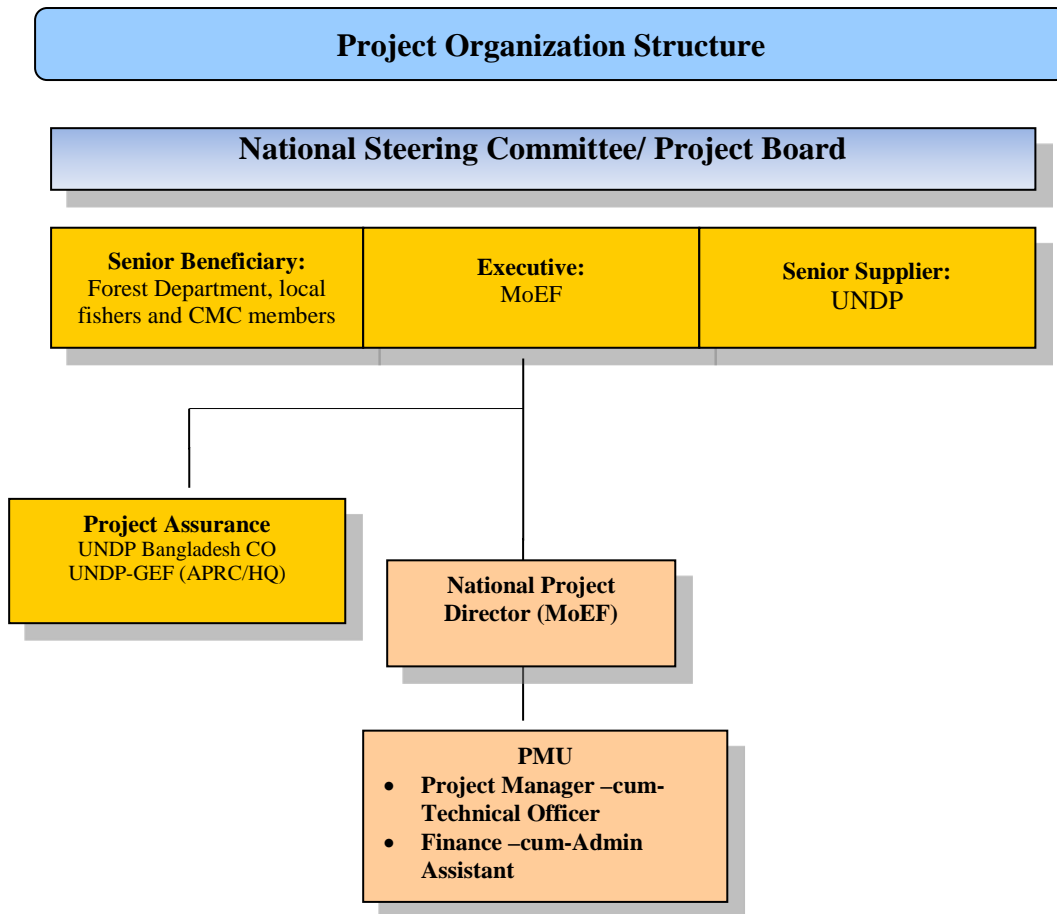 Project Organization Structure
National Steering Committee/ Project Board
Senior Beneficiary:
Forest Department, local
fishers and CMC members
Executive:
MoEF
Senior Supplier:
UNDP
Project Assurance
UNDP Bangladesh CO
UNDP-GEF (APRC/HQ)
National Project
Director (MoEF)
PMU
• Project Manager –cum-
Technical Officer
• Finance –cum-Admin
Assistant